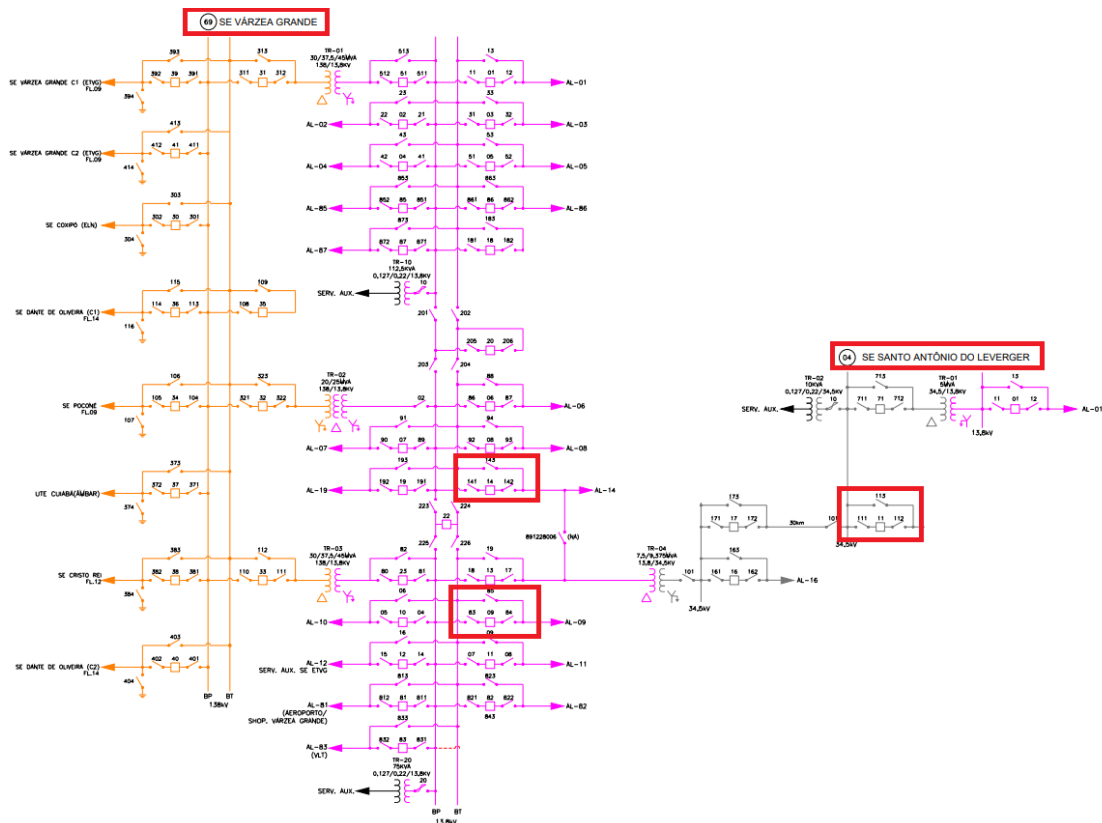 69 SE VÁRZEA GRANDE
393
392 39 391
SE VÁRZEA GRANDE C1 (ETVG)
FL.09
394
313
311 31 312
TR-01
30/37,5/45MVA
138/13,8KV
513
512 51 511
13
11 01 12
AL-01
23
AL-02
22 02 21
33
31 03 32
AL-03
413
412 41 411
SE VÁRZEA GRANDE C2 (ETVG)
FL.09
414
43
AL-04
42 04 41
53
51 05 52
AL-05
853
AL-85
852 85 851
863
861 86 862
AL-86
303
302 30 301
SE COXIPO (ELN)
304
873
AL-87
872 87 871
183
181 18 182
TR-10
112,5KVA
0,127/0,22/13,8KV
10
SERV. AUX.
115
114 36 113
109
108 35
SE DANTE DE OLIVEIRA (C1)
FL.14
116
201 202
205 20 206
203 204
106
105 34 104
SE POCONÉ
FL.09
107
323
321 32 322
TR-02
20/25MVA
138/13,8KV
02
88
86 06 87
AL-06
91
AL-07
90 07 89
94
92 08 93
AL-08
193
AL-19
192 19 191
143
141 14 142
AL-14
373
372 37 371
UTE CUIABÁ(ÂMBAR)
374
223 224
22
225 226
691228006 (NA)
383
382 38 381
SE CRISTO REI
FL.12
384
112
110 33 111
TR-03
30/37,5/45MVA
138/13,8KV
82
80 23 81
19
18 13 17
TR-04
7,5/9,375MVA
13,8/34,5KV
101
34,5kV
163
161 16 162
AL-16
173
171 17 172
30km
101
34,5kV
113
111 11 112
04 SE SANTO ANTÔNIO DO LEVERGER
TR-02
10KVA
0,127/0,22/34,5KV
10
SERV. AUX.
713
711 71 712
TR-01
5MVA
34,5/13,8KV
13
11 01 12
AL-01
13,8kV
06
AL-10
05 10 04
83 09 84
AL-09
403
402 40 401
SE DANTE DE OLIVEIRA (C2)
FL.14
404
16
AL-12
SERV. AUX. SE ETVG
15 12 14
09
07 11 08
AL-11
813
AL-81
(AEROPORTO/
SHOP. VÁRZEA GRANDE)
812 81 811
823
821 82 822
843
AL-82
BP BT
138kV
833
AL-83
(VLT)
832 83 831
TR-20
75KVA
0,127/0,22/13,8KV
20
SERV. AUX.
BP BT
13,8kV